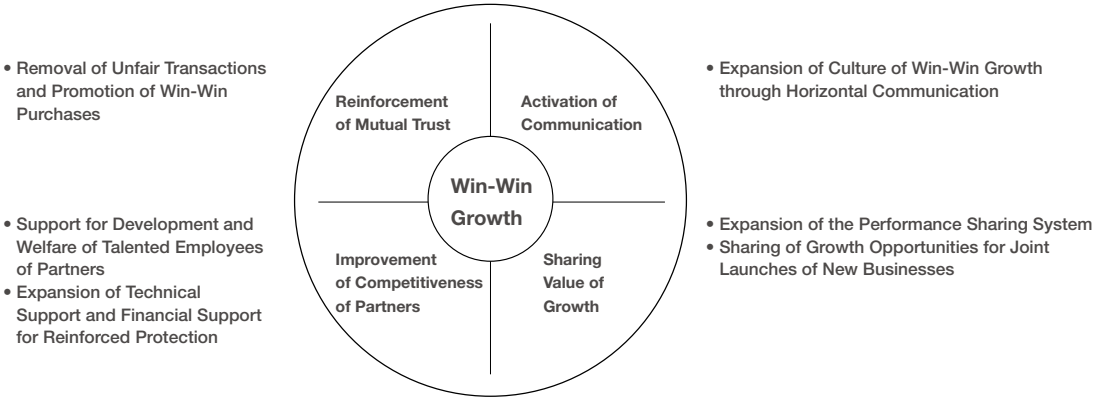 • Removal of Unfair Transactions
and Promotion of Win-Win
Purchases
Reinforcement
of Mutual Trust
Activation of
Communication
• Expansion of Culture of Win-Win Growth
through Horizontal Communication
Win-Win
Growth
• Support for Development and
Welfare of Talented Employees
of Partners
• Expansion of Technical
Support and Financial Support
for Reinforced Protection
Improvement
of Competitiveness
of Partners
Sharing
Value of
Growth
• Expansion of the Performance Sharing System
• Sharing of Growth Opportunities for Joint
Launches of New Businesses